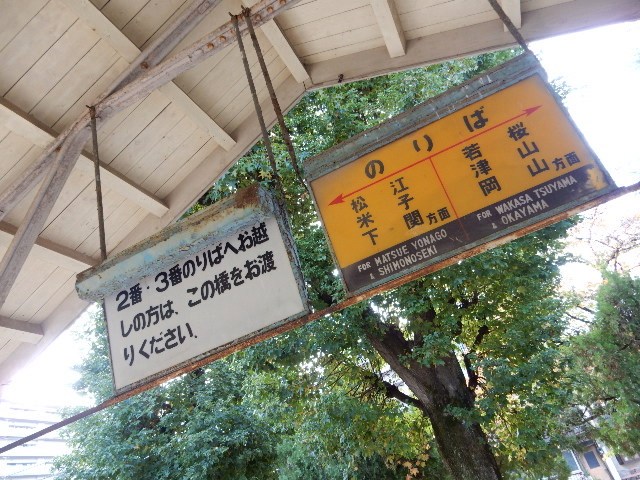 2番・3番のりばへお越
しの方は、この橋をお渡
りください.
のりば
松江
米子
下関方面
FOR MATSUE YONAGO
& SHIMONOSEKI
若桜
津山
岡山方面
FOR WAKASA TSUYAMA
& OKAYAMA